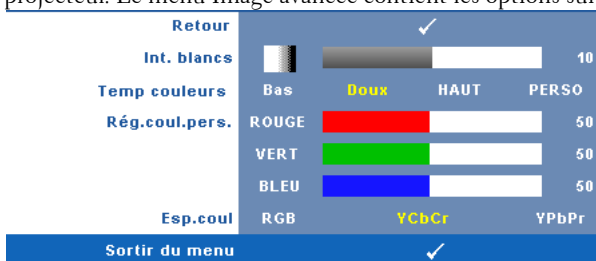 projecteur. Le menu Image avancée contient les options sui
Retour ✓
Int. blancs 10
Temp couleurs Bas Doux HAUT PERSO
Rég.coul.pers. ROUGE 50
VERT 50
BLEU 50
Esp.coul RGB YCbCr YPbPr
Sortir du menu ✓